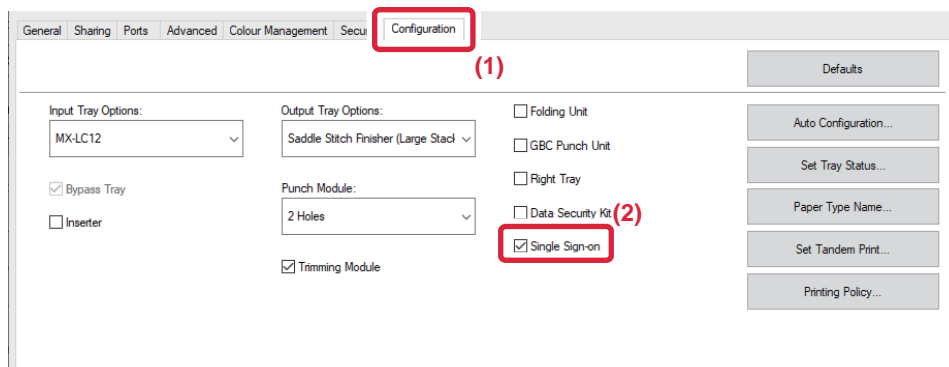 General Sharing Ports Advanced Colour Management Secu Configuration
(1)
Defaults
Input Tray Options:
MX-LC12
Bypass Tray
Inserter
Output Tray Options:
Saddle Stitch Finisher (Large Stack
Punch Module:
2 Holes
Trimming Module
Folding Unit
GBC Punch Unit
Right Tray
Data Security Kit
(2)
Single Sign-on
Auto Configuration...
Set Tray Status...
Paper Type Name...
Set Tandem Print...
Printing Policy...